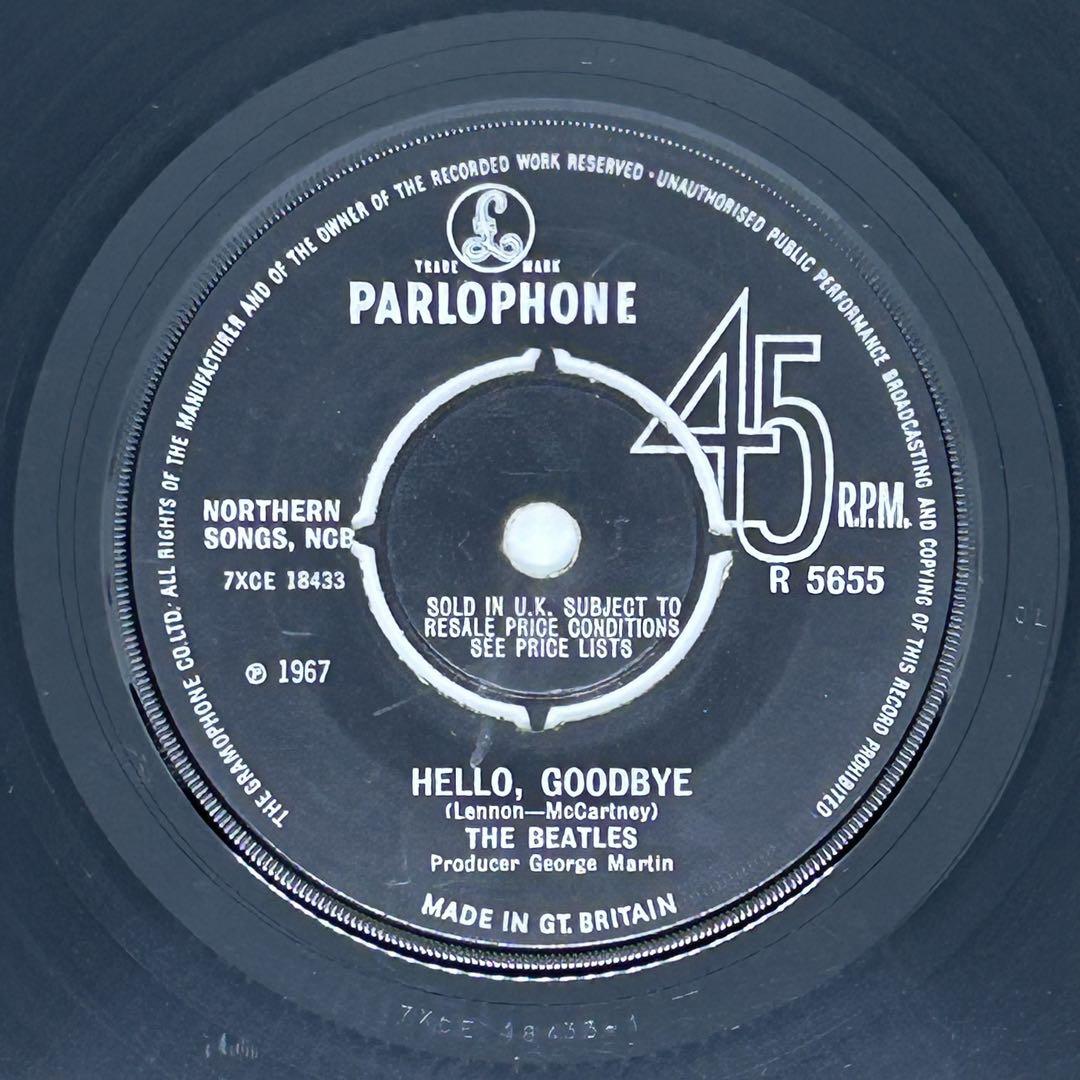 THE GRAMOPHONE CO. LTD. ALL RIGHTS OF THE MANUFACTURER AND OF THE OWNER OF THE RECORDED WORK RESERVED · UNAUTHORISED PUBLIC PERFORMANCE BROADCASTING AND COPYING OF THIS RECORD PROHIBITED
£
TRADE MARK
PARLOPHONE
45
R.P.M.
NORTHERN
SONGS, NCB
7XCE 18433
R 5655
SOLD IN U.K. SUBJECT TO
RESALE PRICE CONDITIONS
SEE PRICE LISTS
℗ 1967
HELLO, GOODBYE
(Lennon—McCartney)
THE BEATLES
Producer George Martin
MADE IN GT. BRITAIN
7XCE 18433-1